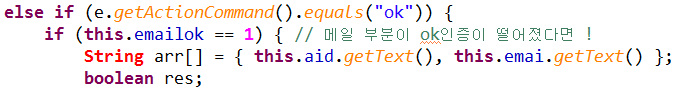 else if (e.getActionCommand().equals("ok")) {
if (this.emailok == 1) { // 메일 부분이 ok인증이 떨어졌다면 !
String arr[] = { this.aid.getText(), this.emai.getText() };
boolean res;